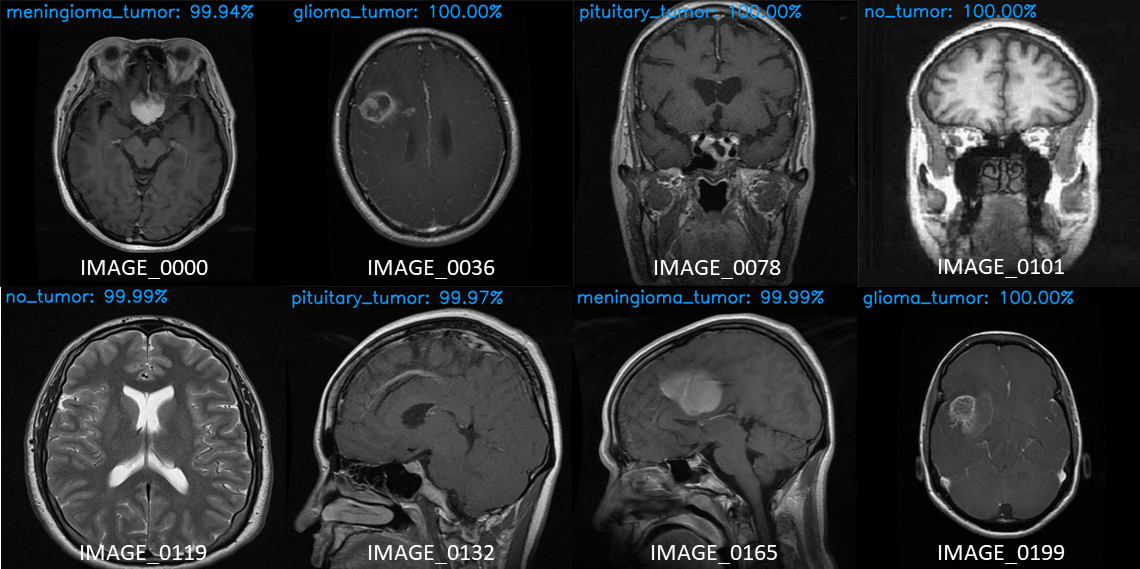 meningioma_tumor: 99.94%
glioma_tumor: 100.00%
pituitary_tumor: 100.00%
no_tumor: 100.00%
IMAGE_0000
IMAGE_0036
IMAGE_0078
IMAGE_0101
no_tumor: 99.99%
pituitary_tumor: 99.97%
meningioma_tumor: 99.99%
glioma_tumor: 100.00%
IMAGE_0119
IMAGE_0132
IMAGE_0165
IMAGE_0199